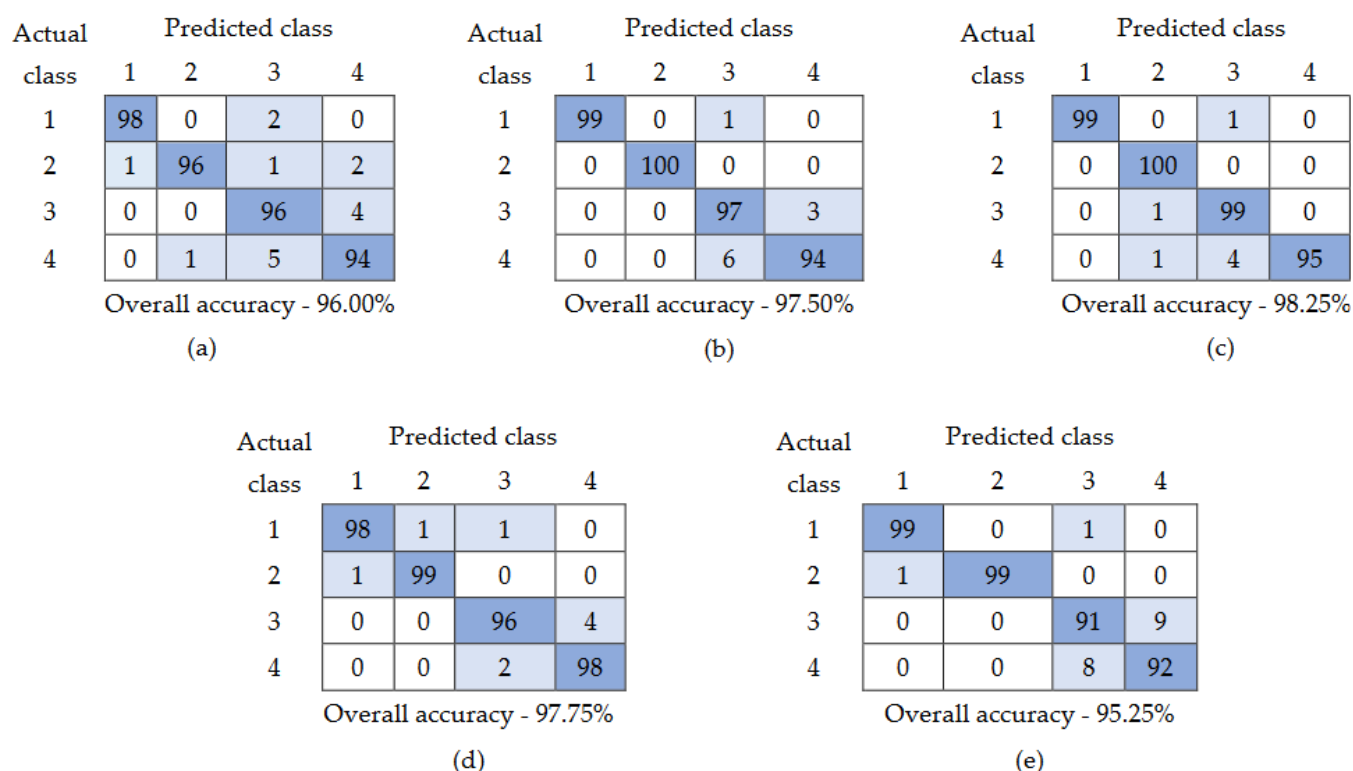 Actual Predicted class
class 1 2 3 4
1 98 0 2 0
2 1 96 1 2
3 0 0 96 4
4 0 1 5 94
Overall accuracy - 96.00%
(a)
Actual Predicted class
class 1 2 3 4
1 99 0 1 0
2 0 100 0 0
3 0 0 97 3
4 0 0 6 94
Overall accuracy - 97.50%
(b)
Actual Predicted class
class 1 2 3 4
1 99 0 1 0
2 0 100 0 0
3 0 1 99 0
4 0 1 4 95
Overall accuracy - 98.25%
(c)
Actual Predicted class
class 1 2 3 4
1 98 1 1 0
2 1 99 0 0
3 0 0 96 4
4 0 0 2 98
Overall accuracy - 97.75%
(d)
Actual Predicted class
class 1 2 3 4
1 99 0 1 0
2 1 99 0 0
3 0 0 91 9
4 0 0 8 92
Overall accuracy - 95.25%
(e)